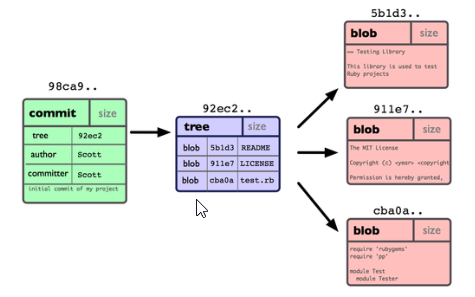 98ca9..
commit size
tree 92ec2
author Scott
committer Scott
initial commit of my project
92ec2..
tree size
blob 5b1d3 README
blob 911e7 LICENSE
blob cba0a test.rb
5b1d3..
blob size
== Testing Library
This library is used to test
Ruby projects
911e7..
blob size
The MIT License
Copyright (c) <year> <copyright
Permission is hereby granted,
cba0a..
blob size
require 'rubygems'
require 'pp'
module Test
module Tester